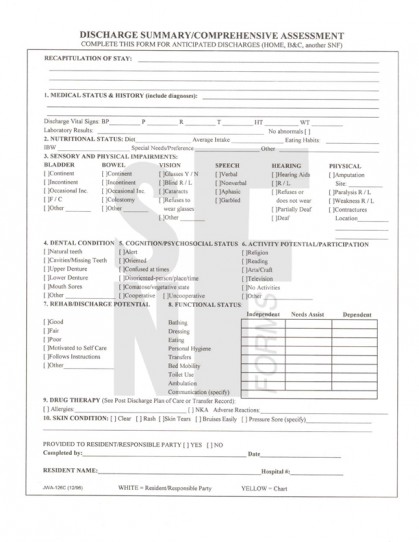 DISCHARGE SUMMARY/COMPREHENSIVE ASSESSMENT
COMPLETE THIS FORM FOR ANTICIPATED DISCHARGES (HOME, B&C, another SNF)
RECAPITULATION OF STAY:
1. MEDICAL STATUS & HISTORY (include diagnoses):
Discharge Vital Signs: BP P R T HT WT
Laboratory Results: No abnormals [ ]
2. NUTRITIONAL STATUS: Diet Average Intake Eating Habits:
IBW Special Needs/Preference Other
3. SENSORY AND PHYSICAL IMPAIRMENTS:
BLADDER BOWEL VISION SPEECH HEARING PHYSICAL
[ ]Continent [ ]Continent [ ]Glasses Y / N [ ]Verbal [ ]Hearing Aids [ ]Amputation
[ ]Incontinent [ ]Incontinent [ ]Blind R / L [ ]Nonverbal [ ]R / L Site
[ ]Occasional Inc. [ ]Occasional Inc. [ ]Cataracts [ ]Aphasic [ ]Refuses or [ ]Paralysis R / L
[ ]F / C [ ]Colostomy [ ]Refuses to [ ]Garbled does not wear [ ]Weakness R / L
[ ]Other [ ]Other wear glasses [ ]Partially Deaf [ ]Contractures
[ ]Other [ ]Deaf Location
4. DENTAL CONDITION 5. COGNITION/PSYCHOSOCIAL STATUS 6. ACTIVITY POTENTIAL/PARTICIPATION
[ ]Natural teeth [ ]Alert [ ]Religion
[ ]Cavities/Missing Teeth [ ]Oriented [ ]Reading
[ ]Upper Denture [ ]Confused at times [ ]Arts/Craft
[ ]Lower Denture [ ]Disoriented-person/place/time [ ]Television
[ ]Mouth Sores [ ]Comatose/vegetative state [ ]No Activities
[ ]Other [ ]Cooperative [ ]Uncooperative [ ]Other
7. REHAB/DISCHARGE POTENTIAL 8. FUNCTIONAL STATUS
Independent Needs Assist Dependent
[ ]Good Bathing
[ ]Fair Dressing
[ ]Poor Eating
[ ]Motivated to Self Care Personal Hygiene
[ ]Follows Instructions Transfers
[ ]Other Bed Mobility
Toilet Use
Ambulation
Communication (specify)
SF
NF
FORMS
9. DRUG THERAPY (See Post Discharge Plan of Care or Transfer Record):
[ ] Allergies: [ ] NKA Adverse Reactions:
10. SKIN CONDITION: [ ] Clear [ ] Rash [ ] Skin Tears [ ] Bruises Easily [ ] Pressure Sore (specify)
PROVIDED TO RESIDENT/RESPONSIBLE PARTY [ ] YES [ ] NO
Completed by: Date
RESIDENT NAME: Hospital #:
JWA-126C (12/96) WHITE = Resident/Responsible Party YELLOW = Chart